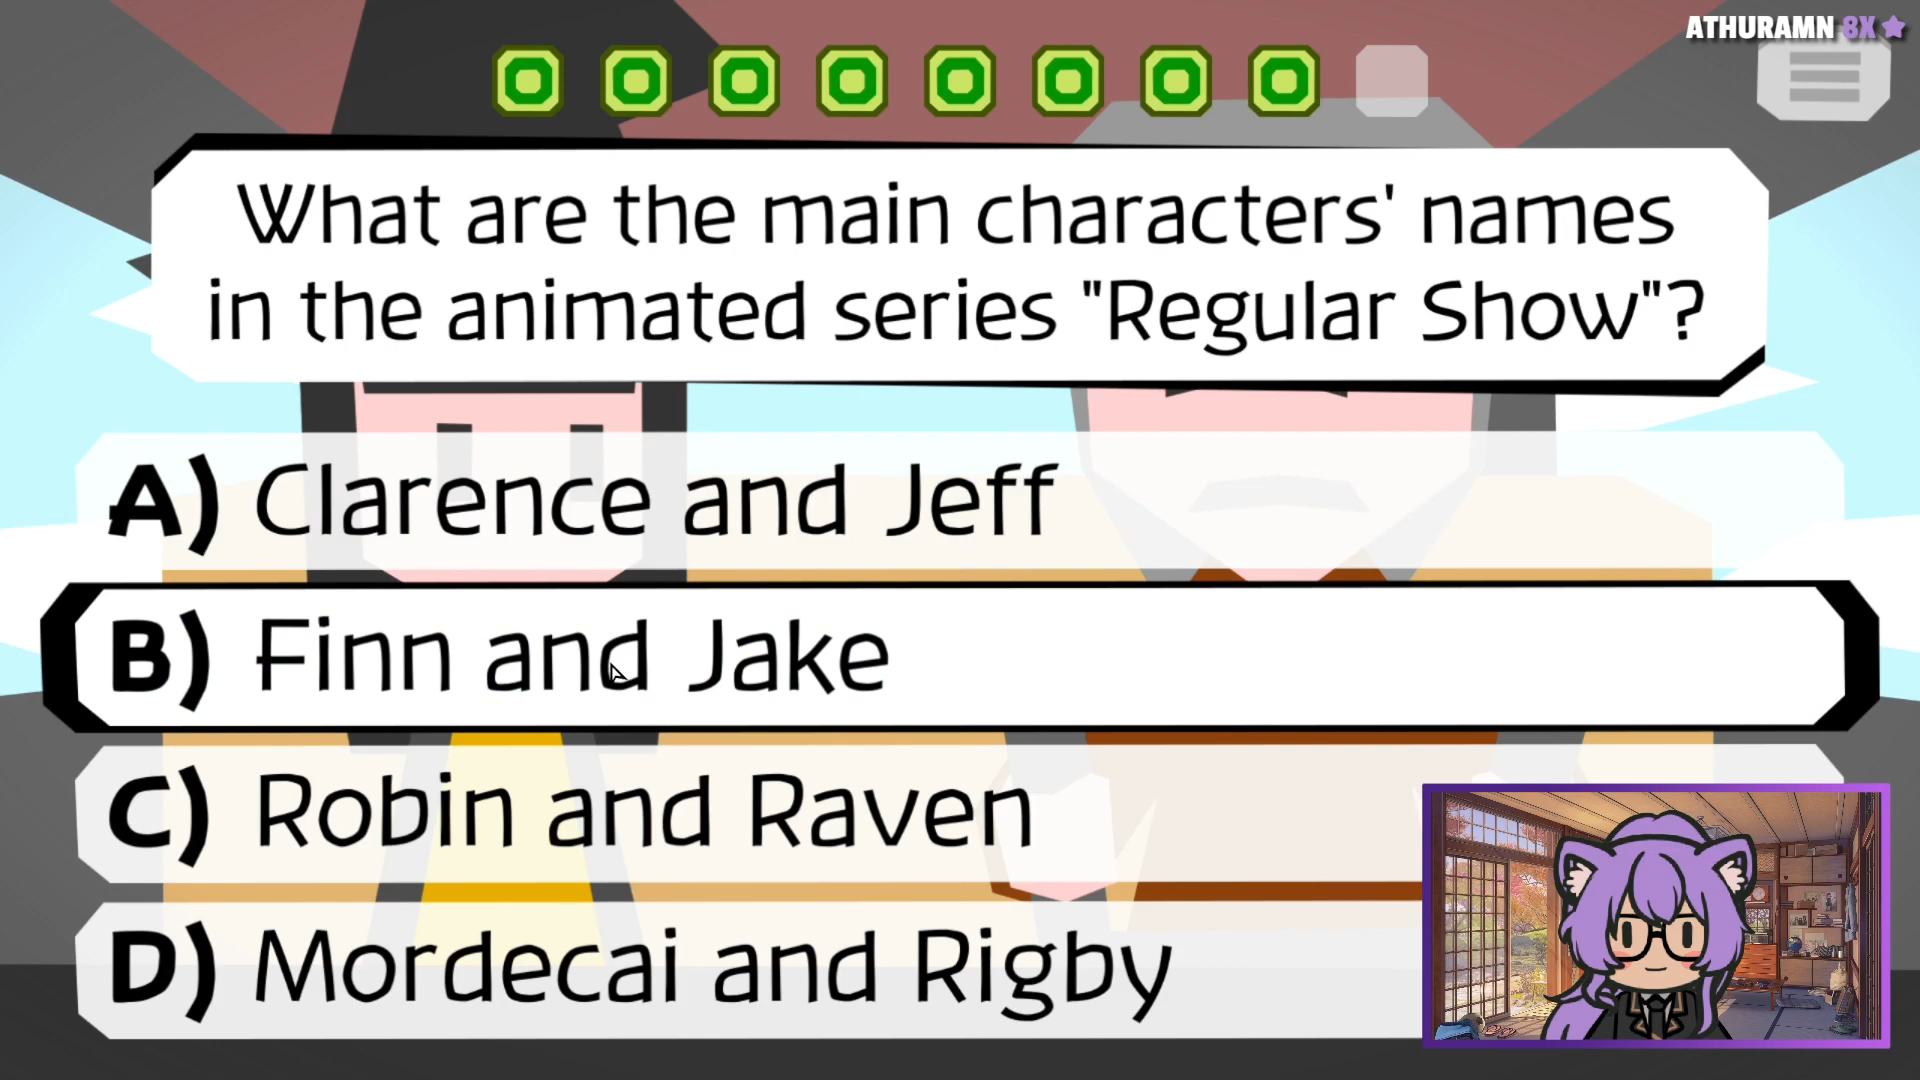 ATHURAMN 8X
What are the main characters' names
in the animated series "Regular Show"?
A) Clarence and Jeff
B) Finn and Jake
C) Robin and Raven
D) Mordecai and Rigby